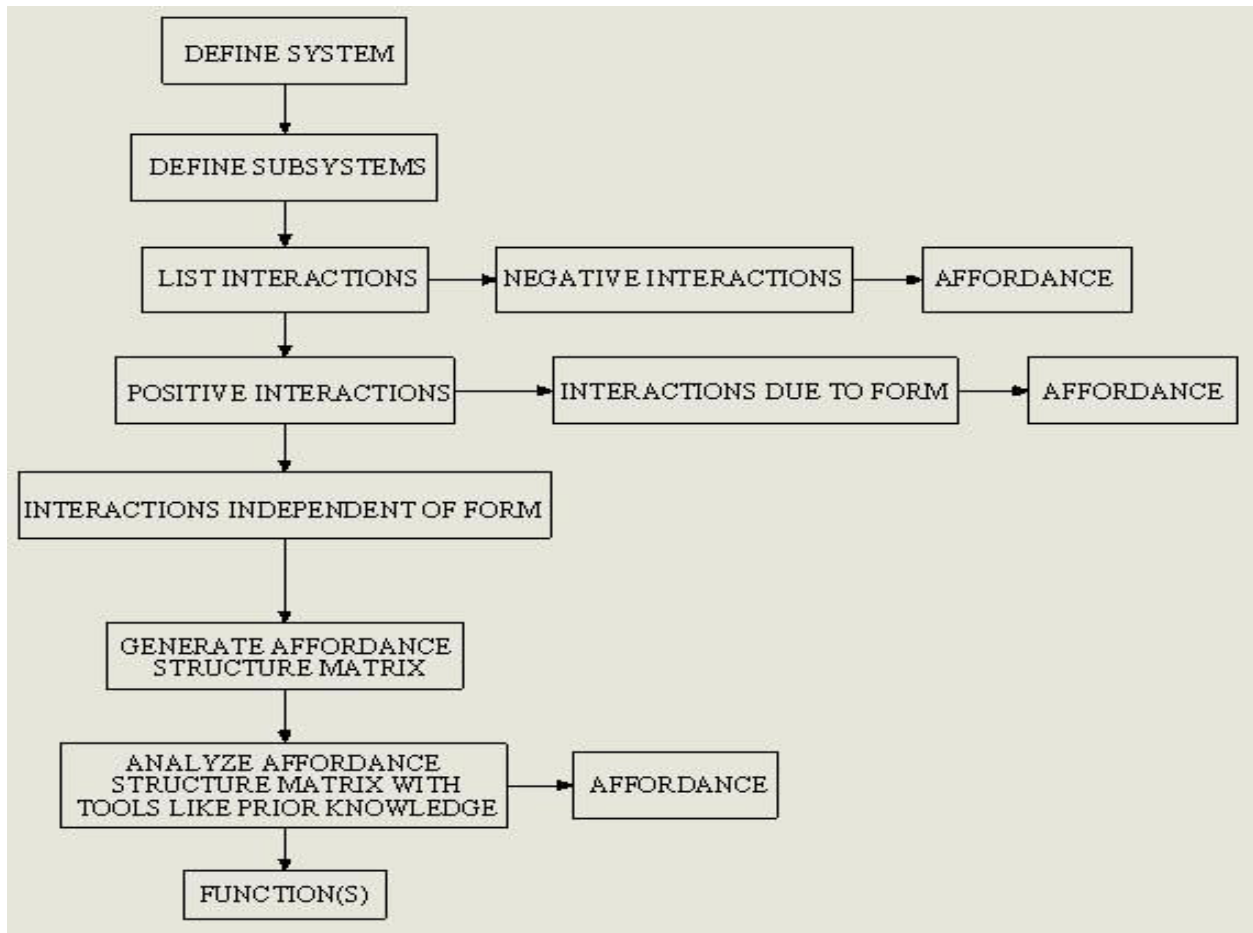 DEFINE SYSTEM
DEFINE SUBSYSTEMS
LIST INTERACTIONS
NEGATIVE INTERACTIONS
AFFORDANCE
POSITIVE INTERACTIONS
INTERACTIONS DUE TO FORM
AFFORDANCE
INTERACTIONS INDEPENDENT OF FORM
GENERATE AFFORDANCE
STRUCTURE MATRIX
ANALYZE AFFORDANCE
STRUCTURE MATRIX WITH
TOOLS LIKE PRIOR KNOWLEDGE
AFFORDANCE
FUNCTION(S)